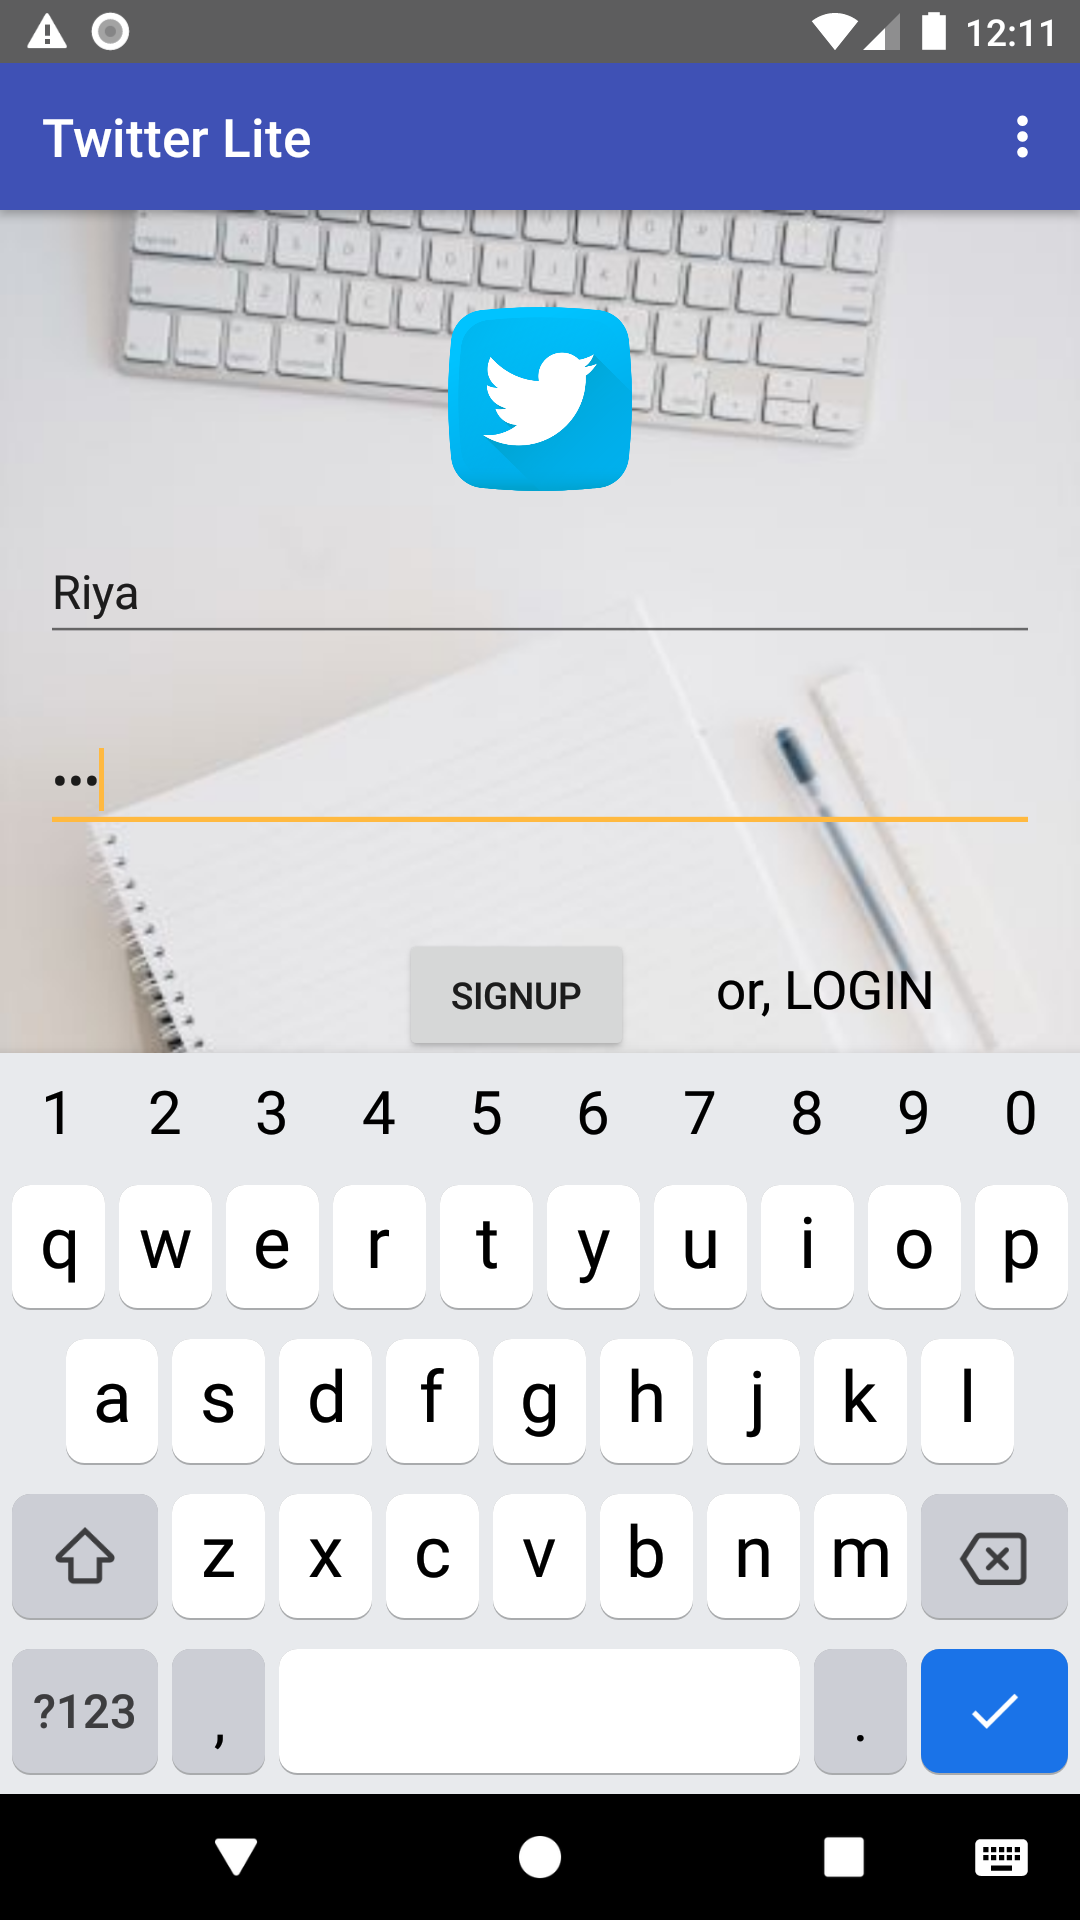 12:11
Twitter Lite
Riya
•••
SIGNUP
or, LOGIN
1 2 3 4 5 6 7 8 9 0
q w e r t y u i o p
a s d f g h j k l
z x c v b n m
?123 , .